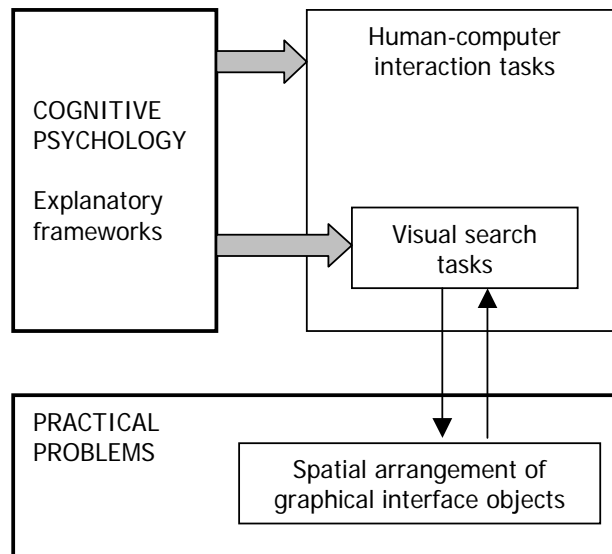 COGNITIVE
PSYCHOLOGY
Explanatory
frameworks
Human-computer
interaction tasks
Visual search
tasks
PRACTICAL
PROBLEMS
Spatial arrangement of
graphical interface objects